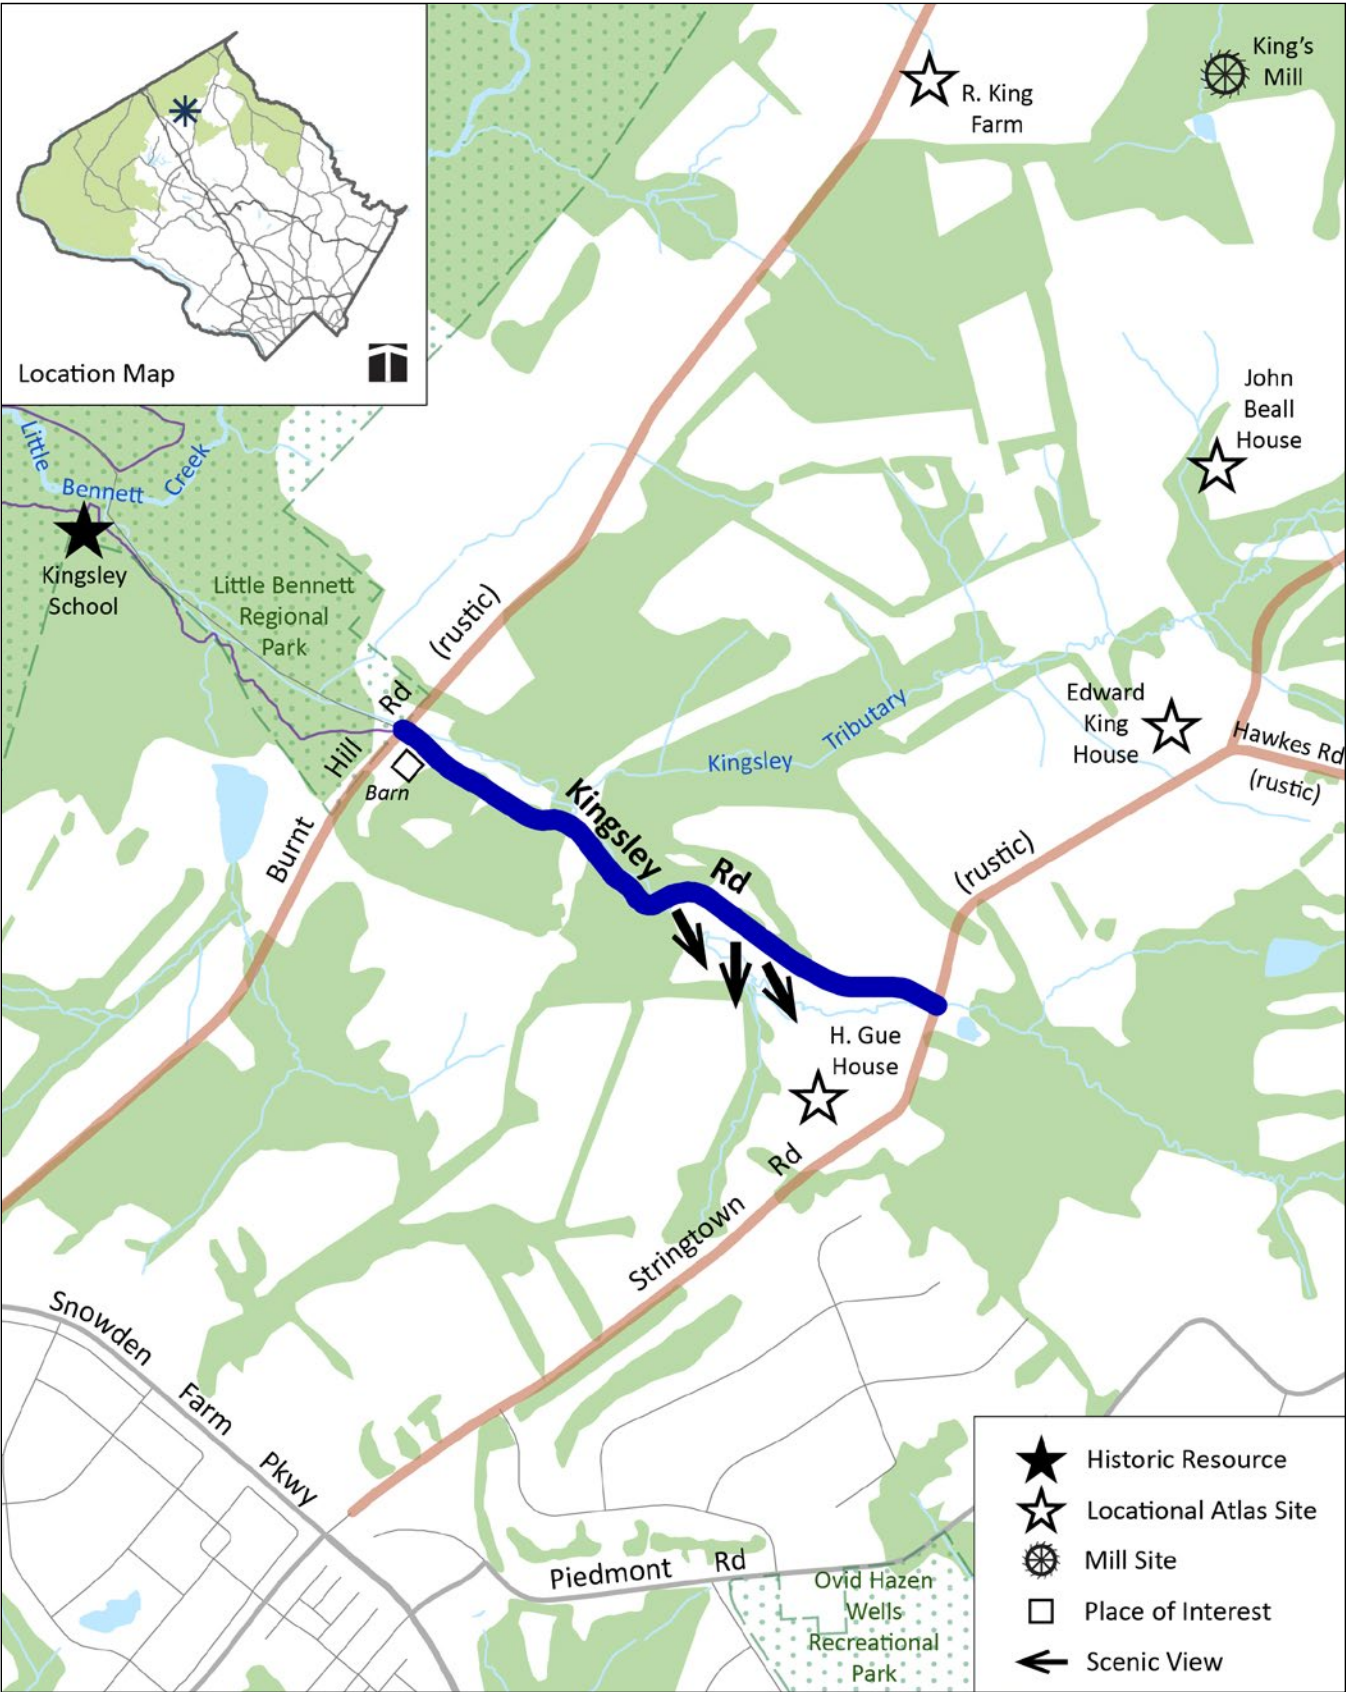 Location Map
King's
Mill
R. King
Farm
John
Beall
House
Little
Bennett
Creek
Kingsley
School
Little Bennett
Regional
Park
(rustic)
Burnt
Hill
Rd
Barn
Kingsley
Tributary
Edward
King
House
Hawkes Rd
(rustic)
Kingsley
Rd
(rustic)
H. Gue
House
Stringtown
Rd
Snowden
Farm
Pkwy
Piedmont
Rd
Ovid Hazen
Wells
Recreational
Park
Historic Resource
Locational Atlas Site
Mill Site
Place of Interest
Scenic View